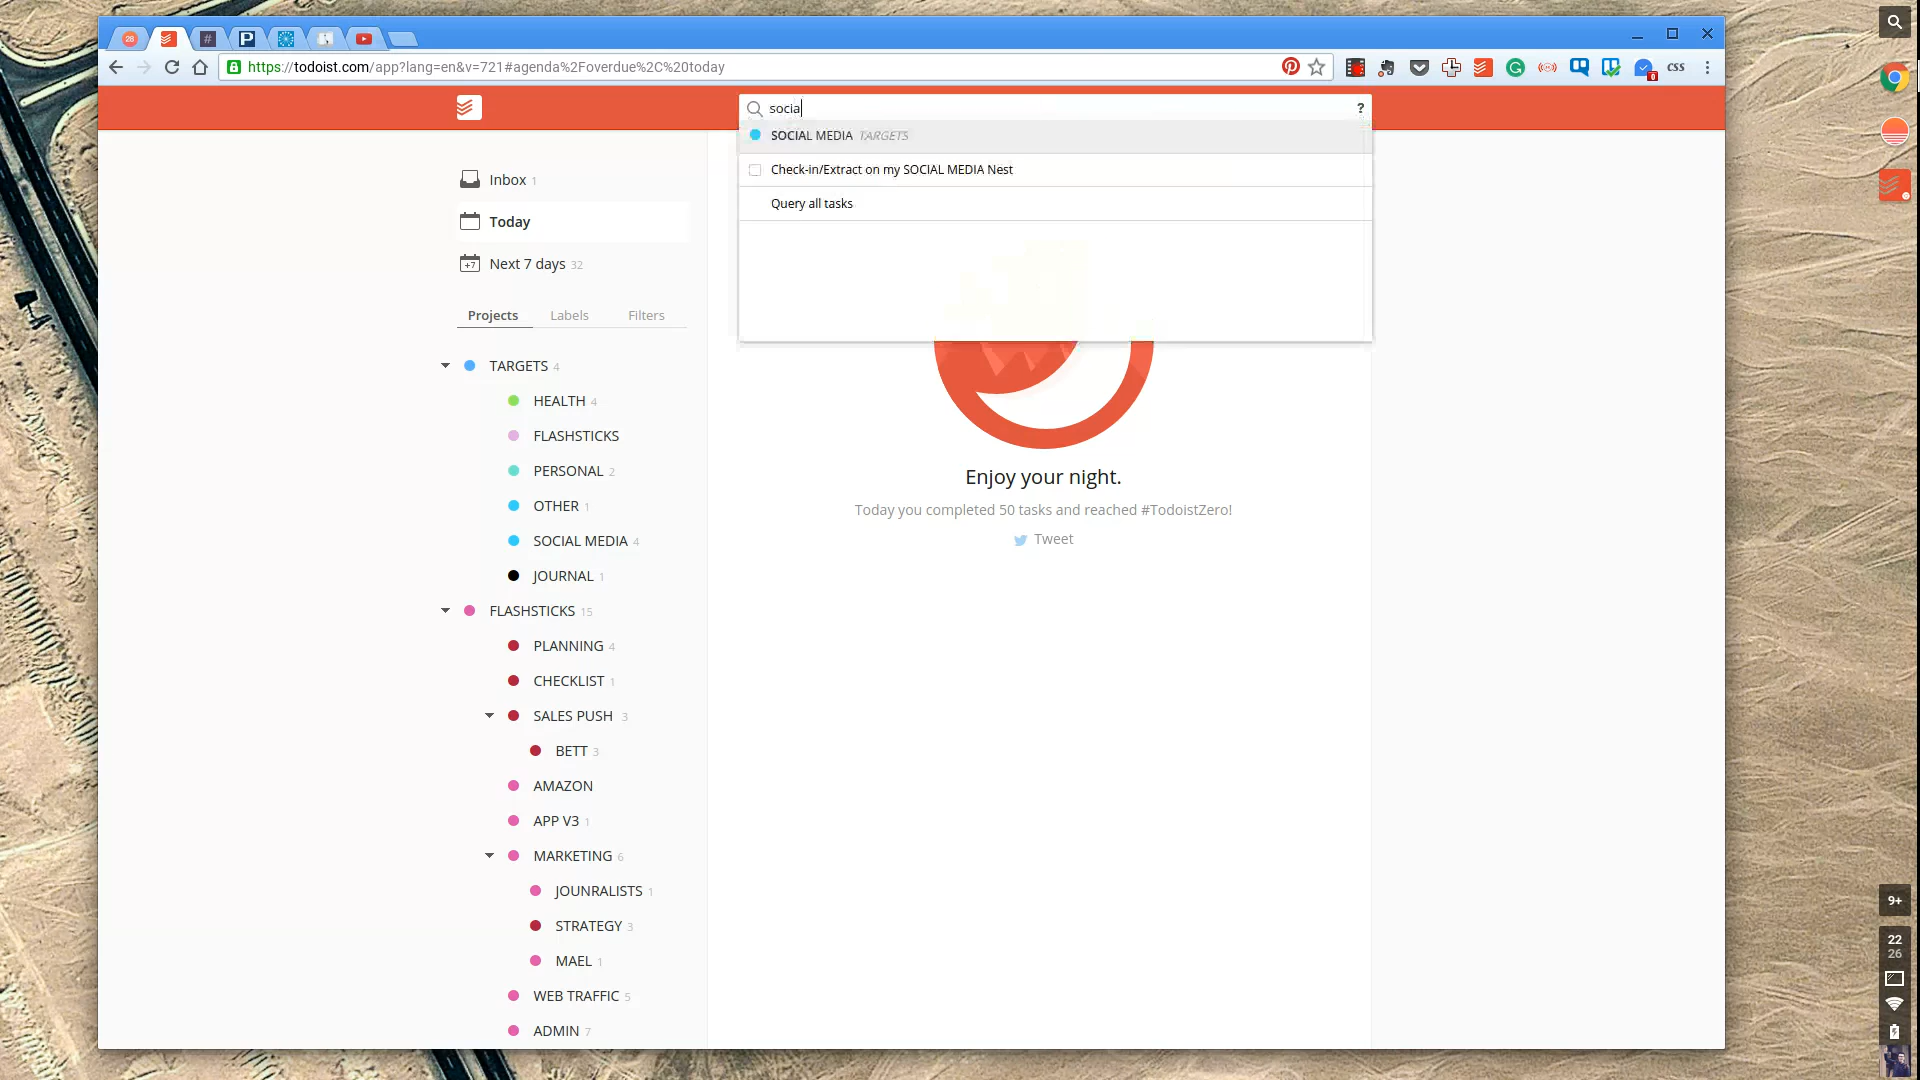 28
#
P
https://todoist.com/app?lang=en&v=721#agenda%2Foverdue%2C%20today
0
css
socia
?
SOCIAL MEDIA TARGETS
Check-in/Extract on my SOCIAL MEDIA Nest
Query all tasks
Inbox 1
Today
+7
Next 7 days 32
Projects Labels Filters
TARGETS 4
HEALTH 4
FLASHSTICKS
PERSONAL 2
OTHER 1
SOCIAL MEDIA 4
JOURNAL 1
FLASHSTICKS 15
PLANNING 4
CHECKLIST 1
SALES PUSH 3
BETT 3
AMAZON
APP V3 1
MARKETING 6
JOUNRALISTS 1
STRATEGY 3
MAEL 1
WEB TRAFFIC 5
ADMIN 7
Enjoy your night.
Today you completed 50 tasks and reached #TodoistZero!
Tweet
9+
22
26